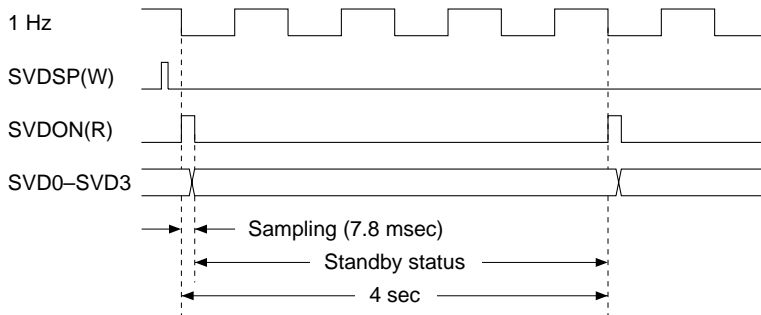 1 Hz
SVDSP(W)
SVDON(R)
SVD0–SVD3
Sampling (7.8 msec)
Standby status
4 sec